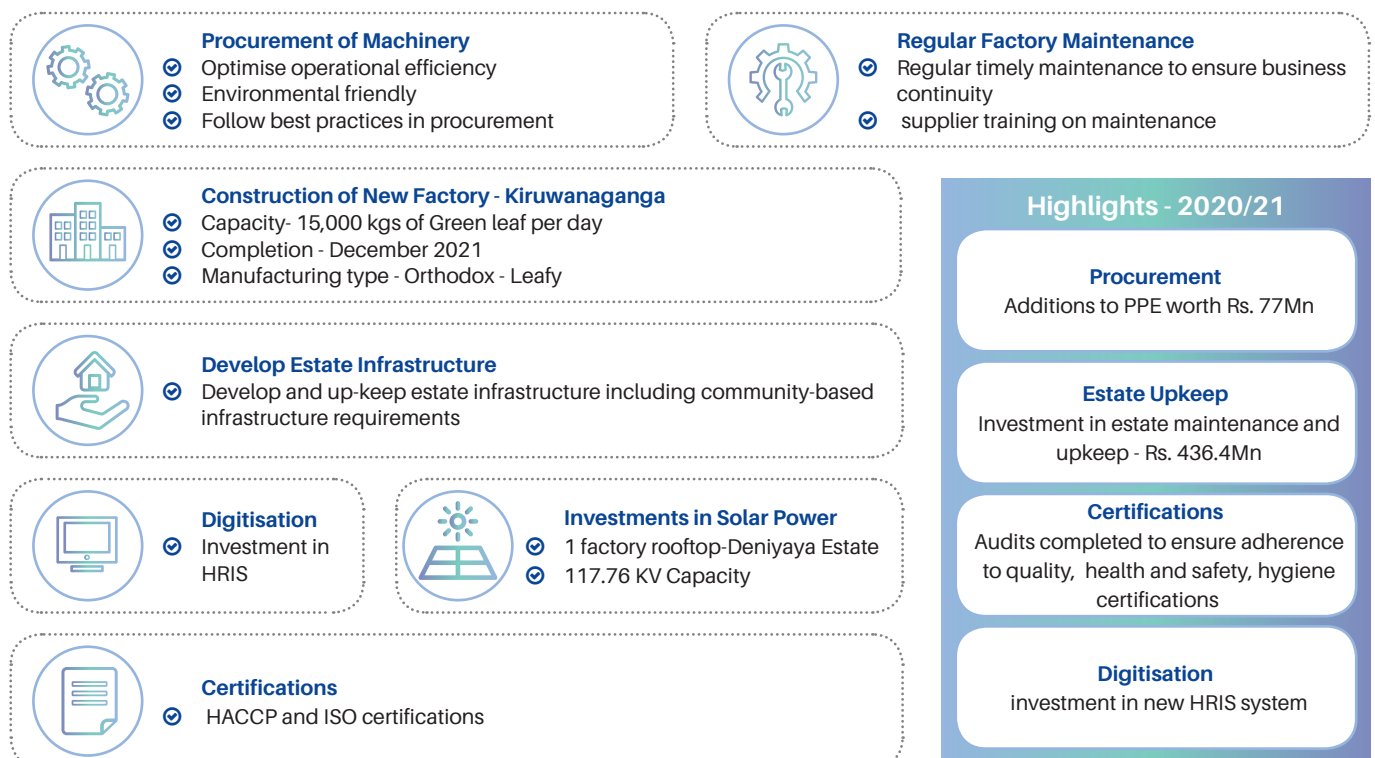 Procurement of Machinery
Optimise operational efficiency
Environmental friendly
Follow best practices in procurement
Regular Factory Maintenance
Regular timely maintenance to ensure business
continuity
supplier training on maintenance
Construction of New Factory - Kiruwanaganga
Capacity- 15,000 kgs of Green leaf per day
Completion - December 2021
Manufacturing type - Orthodox - Leafy
Develop Estate Infrastructure
Develop and up-keep estate infrastructure including community-based
infrastructure requirements
Digitisation
Investment in
HRIS
Investments in Solar Power
1 factory rooftop-Deniyaya Estate
117.76 KV Capacity
Certifications
HACCP and ISO certifications
Highlights - 2020/21
Procurement
Additions to PPE worth Rs. 77Mn
Estate Upkeep
Investment in estate maintenance and
upkeep - Rs. 436.4Mn
Certifications
Audits completed to ensure adherence
to quality,  health and safety, hygiene
certifications
Digitisation
investment in new HRIS system